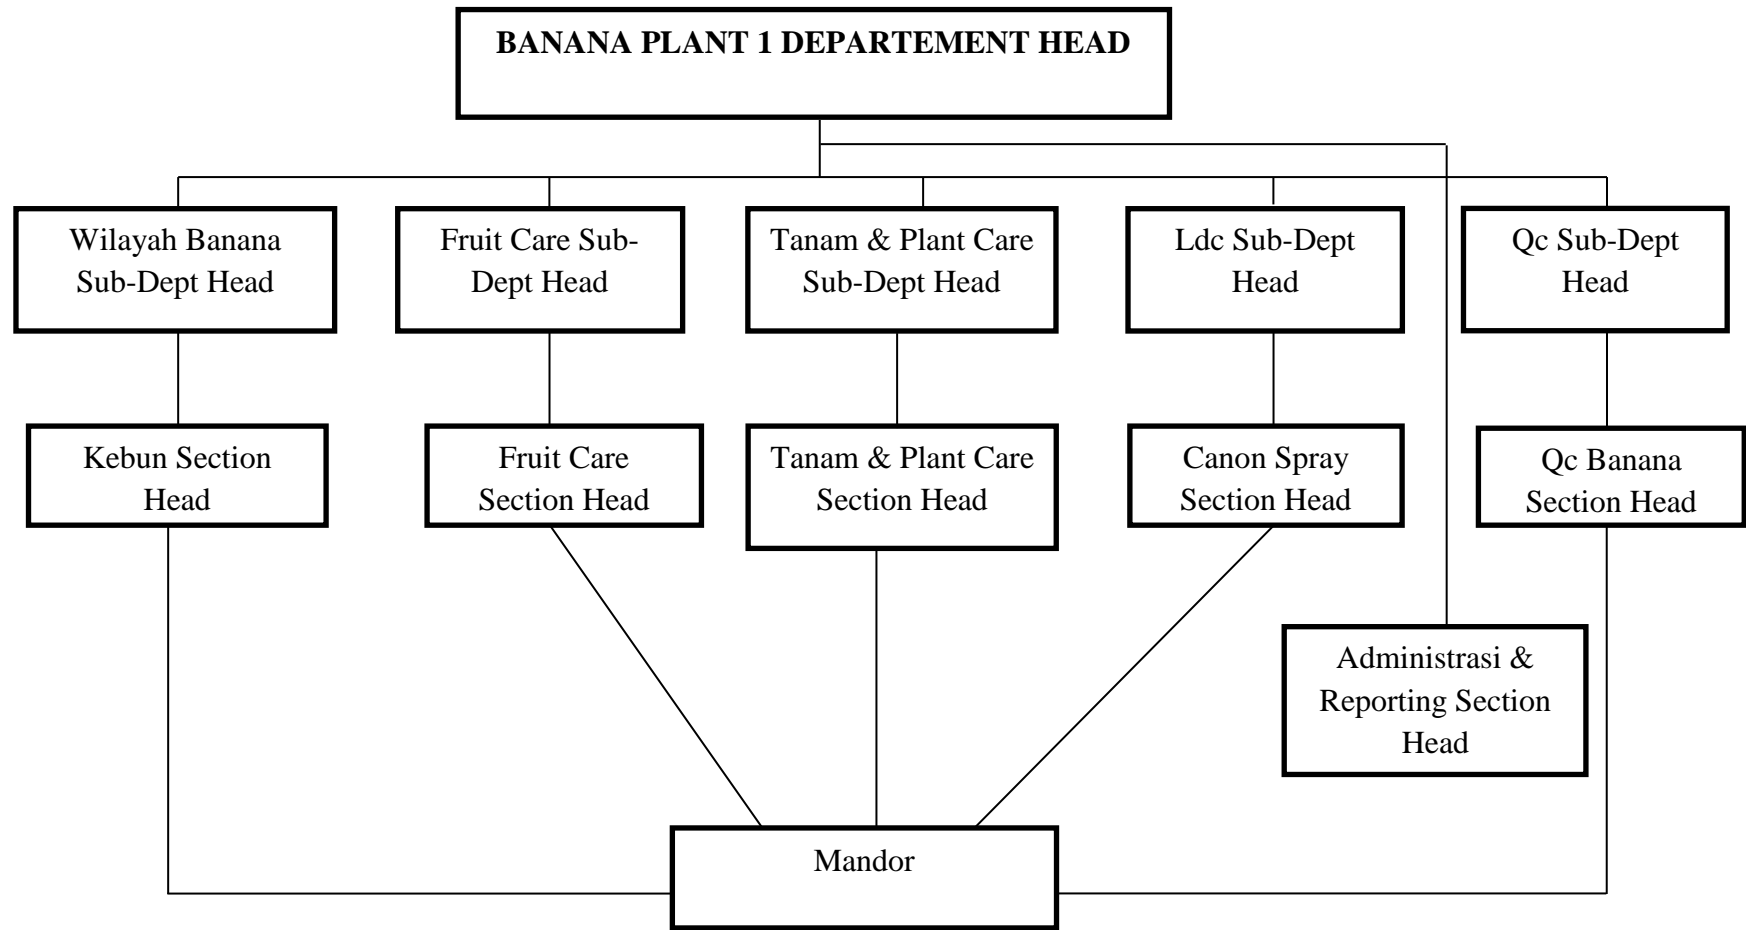 BANANA PLANT 1 DEPARTEMENT HEAD
Wilayah Banana
Sub-Dept Head
Fruit Care Sub-
Dept Head
Tanam & Plant Care
Sub-Dept Head
Ldc Sub-Dept
Head
Qc Sub-Dept
Head
Kebun Section
Head
Fruit Care
Section Head
Tanam & Plant Care
Section Head
Canon Spray
Section Head
Qc Banana
Section Head
Administrasi &
Reporting Section
Head
Mandor